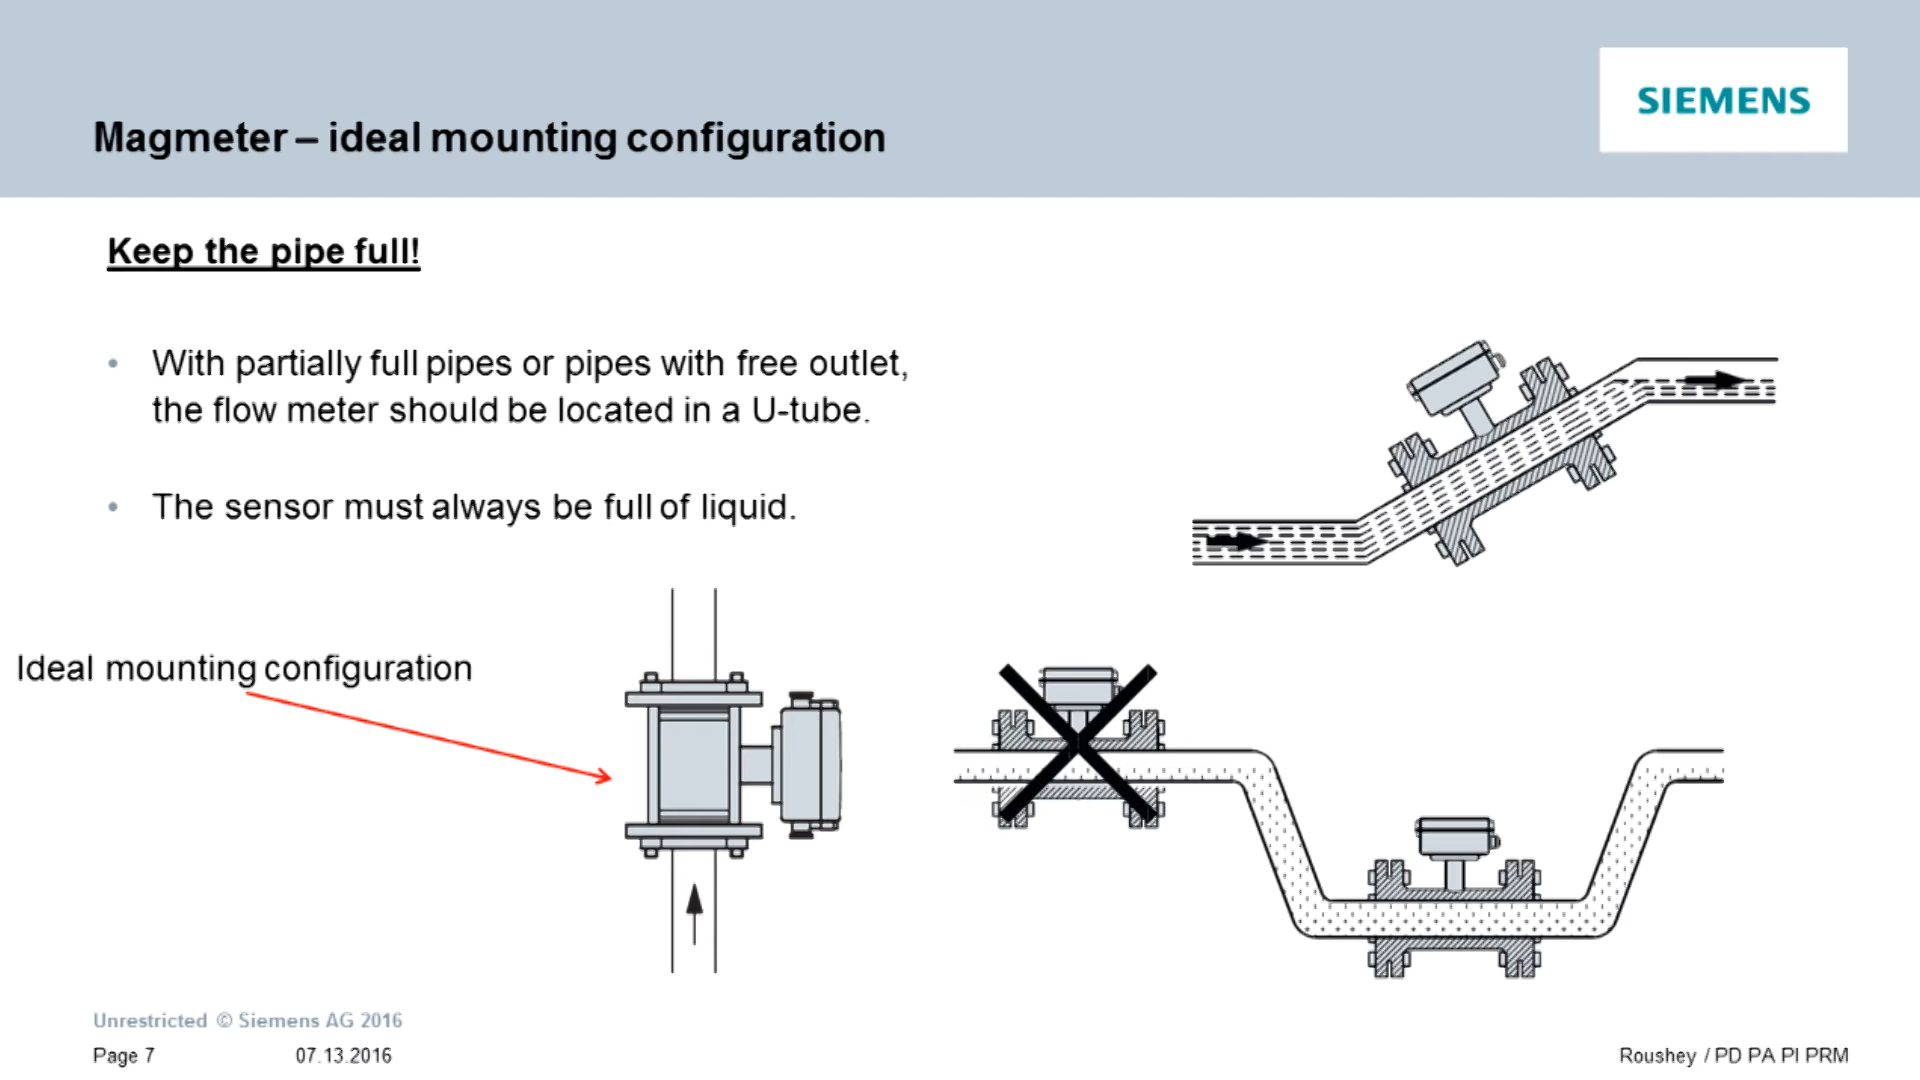 SIEMENS
Magmeter – ideal mounting configuration
Keep the pipe full!
• With partially full pipes or pipes with free outlet,
the flow meter should be located in a U-tube.
• The sensor must always be full of liquid.
Ideal mounting configuration
Unrestricted © Siemens AG 2016
Page 7 07.13.2016 Roushey / PD PA PI PRM